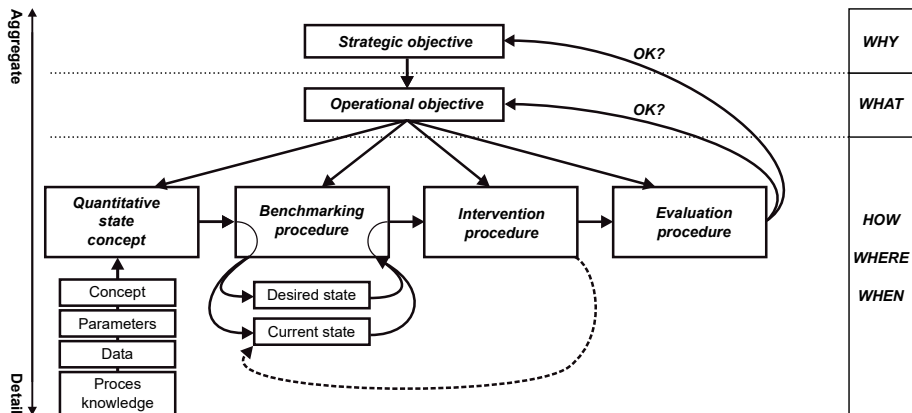 Aggregate
Detail
Strategic objective
WHY
OK?
Operational objective
WHAT
OK?
Quantitative
state
concept
Benchmarking
procedure
Intervention
procedure
Evaluation
procedure
HOW
WHERE
WHEN
Concept
Parameters
Data
Proces
knowledge
Desired state
Current state